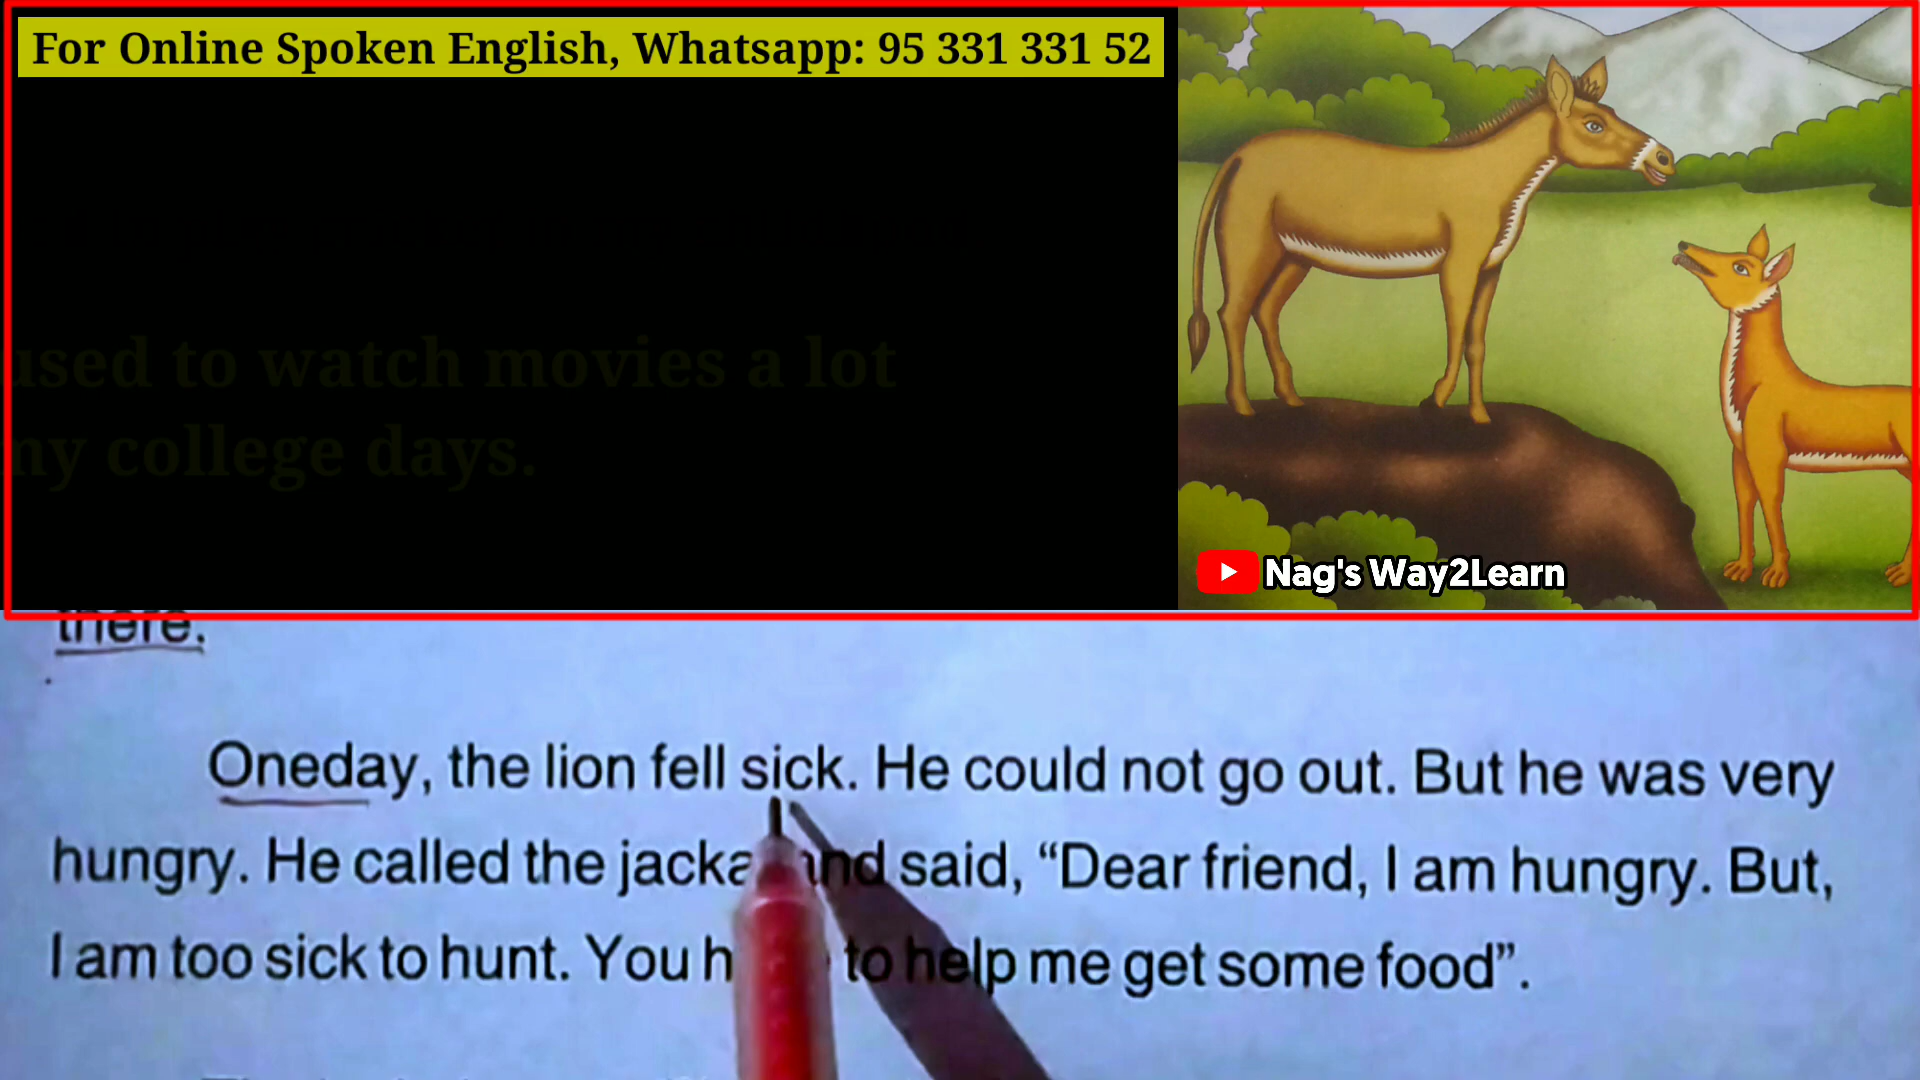 For Online Spoken English, Whatsapp: 95 331 331 52
used to watch movies a lot
my college days.
Nag's Way2Learn
there.
Oneday, the lion fell sick. He could not go out. But he was very
hungry. He called the and said, “Dear friend, I am hungry. But,
I am too sick to hunt. You to help me get some food”.